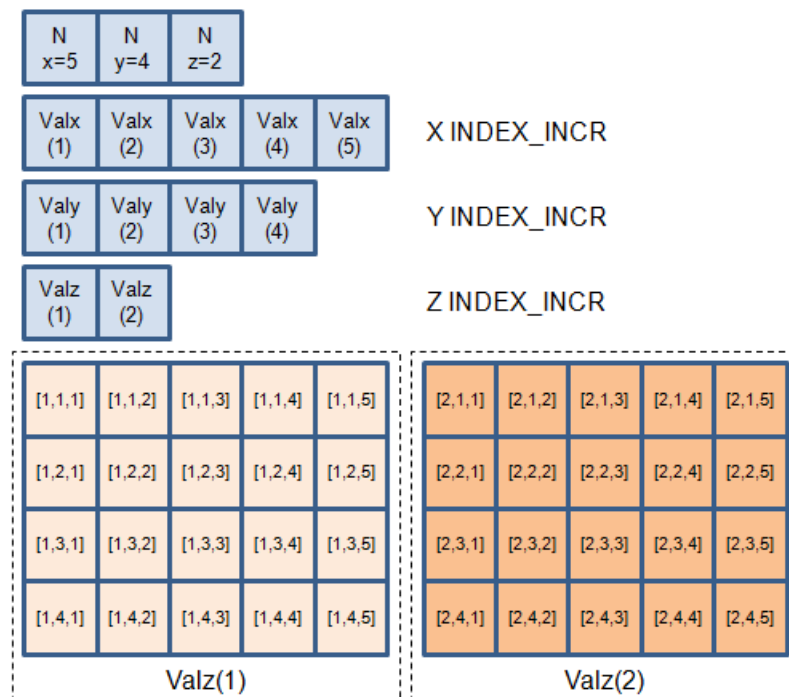 N N N
x=5 y=4 z=2
Valx Valx Valx Valx Valx
(1) (2) (3) (4) (5)
X INDEX_INCR
Valy Valy Valy Valy
(1) (2) (3) (4)
Y INDEX_INCR
Valz Valz
(1) (2)
Z INDEX_INCR
[1,1,1] [1,1,2] [1,1,3] [1,1,4] [1,1,5]
[1,2,1] [1,2,2] [1,2,3] [1,2,4] [1,2,5]
[1,3,1] [1,3,2] [1,3,3] [1,3,4] [1,3,5]
[1,4,1] [1,4,2] [1,4,3] [1,4,4] [1,4,5]
Valz(1)
[2,1,1] [2,1,2] [2,1,3] [2,1,4] [2,1,5]
[2,2,1] [2,2,2] [2,2,3] [2,2,4] [2,2,5]
[2,3,1] [2,3,2] [2,3,3] [2,3,4] [2,3,5]
[2,4,1] [2,4,2] [2,4,3] [2,4,4] [2,4,5]
Valz(2)